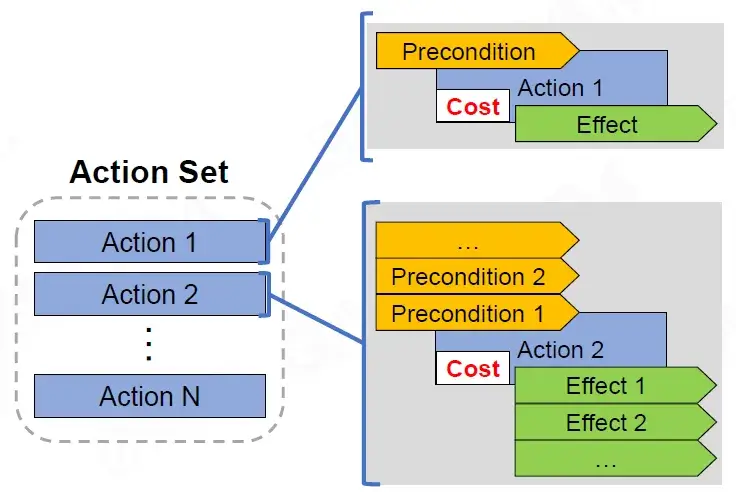 Action Set
Action 1
Action 2
⋮
Action N
Precondition
Action 1
Cost
Effect
...
Precondition 2
Precondition 1
Action 2
Cost
Effect 1
Effect 2
...